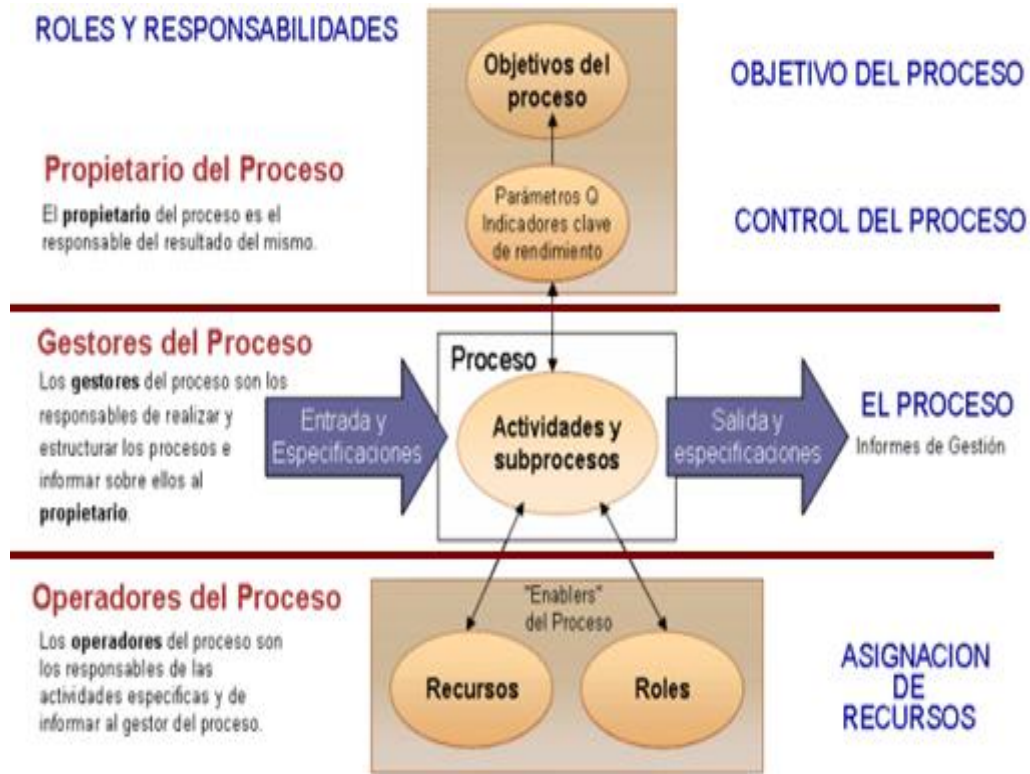 ROLES Y RESPONSABILIDADES
Objetivos del
proceso
OBJETIVO DEL PROCESO
Propietario del Proceso
El propietario del proceso es el
responsable del resultado del mismo.
Parámetros Q
Indicadores clave
de rendimiento
CONTROL DEL PROCESO
Gestores del Proceso
Los gestores del proceso son los
responsables de realizar y
estructurar los procesos e
informar sobre ellos al
propietario.
Entrada y
Especificaciones
Proceso
Actividades y
subprocesos
Salida y
especificaciones
EL PROCESO
Informes de Gestión
Operadores del Proceso
Los operadores del proceso son
los responsables de las
actividades especificas y de
informar al gestor del proceso.
"Enablers"
del Proceso
Recursos
Roles
ASIGNACION
DE
RECURSOS